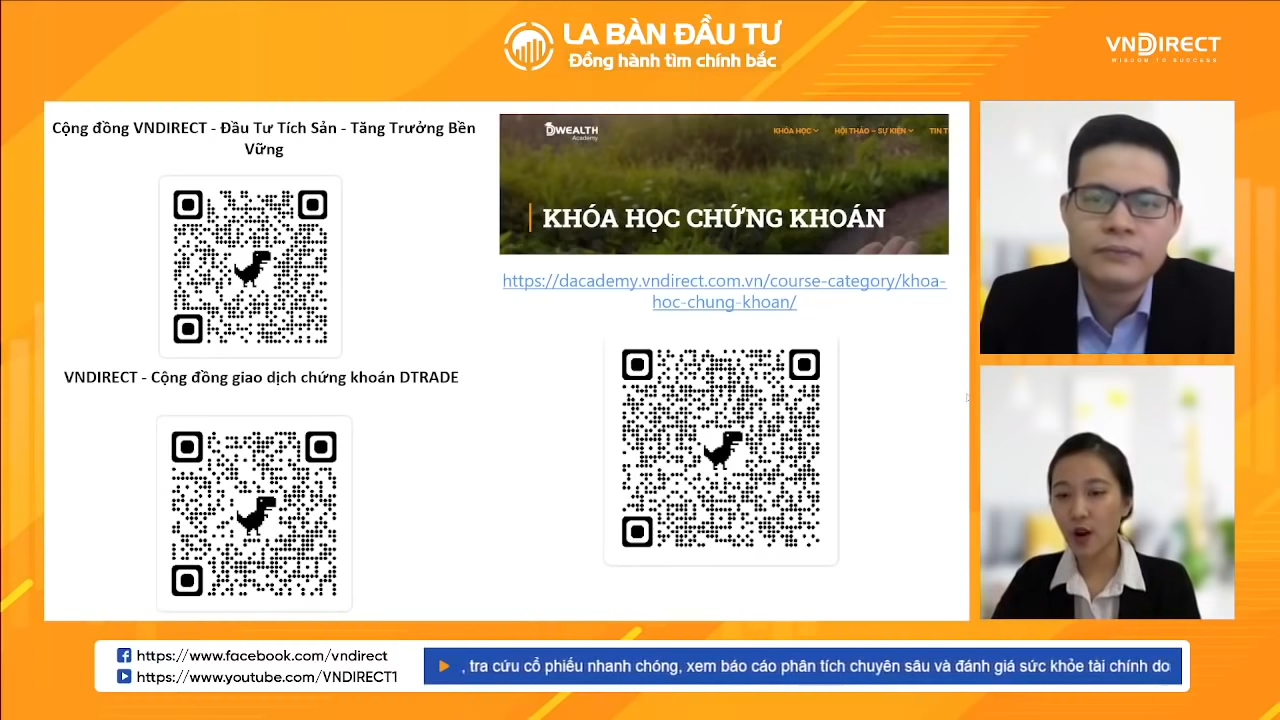 LA BÀN ĐẦU TƯ
Đồng hành tìm chính bắc
VNDIRECT
WISDOM TO SUCCESS
Cộng đồng VNDIRECT - Đầu Tư Tích Sản - Tăng Trưởng Bền
Vững
VNDIRECT - Cộng đồng giao dịch chứng khoán DTRADE
DWEALTH
Academy
KHÓA HỌC
HỘI THẢO – SỰ KIỆN
TIN T
KHÓA HỌC CHỨNG KHOÁN
https://dacademy.vndirect.com.vn/course-category/khoa-
hoc-chung-khoan/
https://www.facebook.com/vndirect
https://www.youtube.com/VNDIRECT1
, tra cứu cổ phiếu nhanh chóng, xem báo cáo phân tích chuyên sâu và đánh giá sức khỏe tài chính do